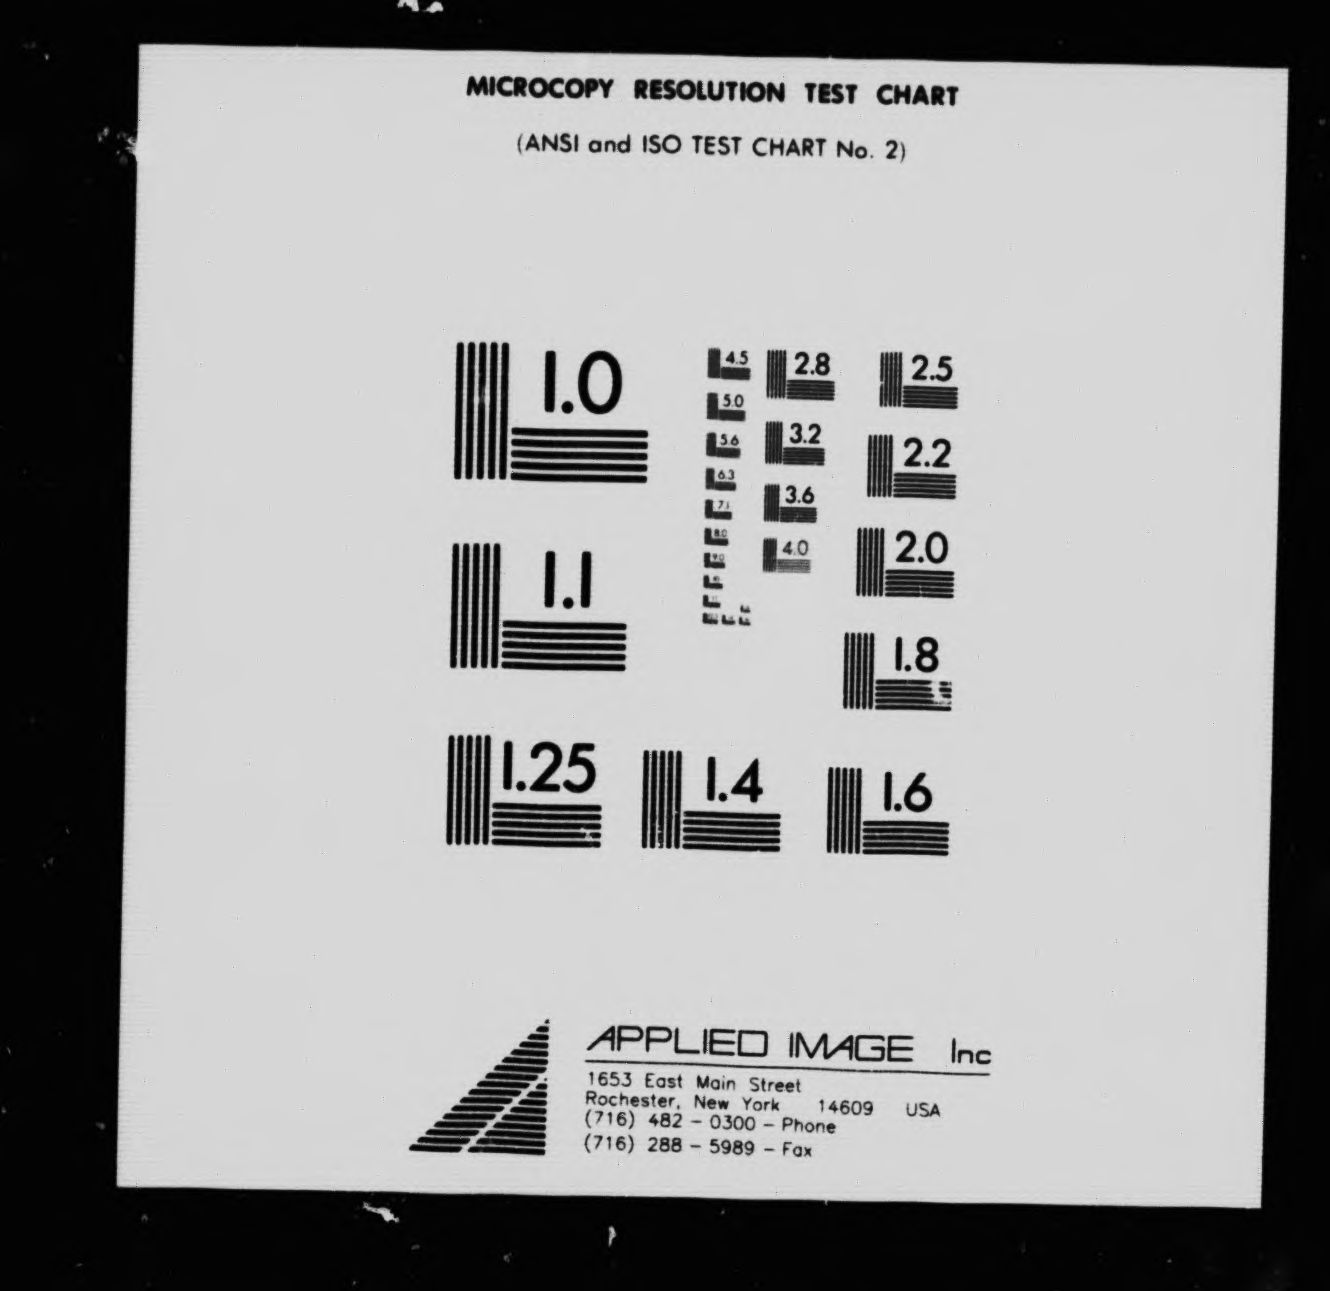 MICROCOPY RESOLUTION TEST CHART
(ANSI and ISO TEST CHART No. 2)
1.0
1.1
1.25
1.4
1.6
1.8
2.0
2.2
2.5
2.8
3.2
3.6
4.0
4.5
5.0
5.6
6.3
7.1
8.0
9.0
APPLIED IMAGE Inc
1653 East Main Street
Rochester, New York 14609 USA
(716) 482 - 0300 - Phone
(716) 288 - 5989 - Fax